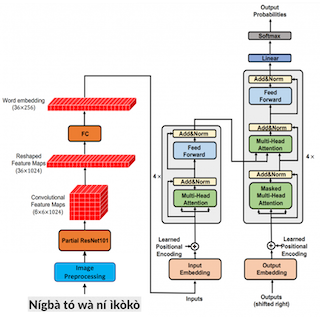 Output
Probabilities
Softmax
Linear
Add&Norm
Feed
Forward
Add&Norm
Multi-Head
Attention
4 ×
Add&Norm
Masked
Multi-Head
Attention
Learned
Positional
Encoding
Output
Embedding
Outputs
(shifted right)
Add&Norm
Feed
Forward
4 ×
Add&Norm
Multi-Head
Attention
Learned
Positional
Encoding
Input
Embedding
Inputs
Word embedding
(36×256)
FC
Reshaped
Feature Maps
(36×1024)
Convolutional
Feature Maps
(6×6×1024)
Partial ResNet101
Image
Preprocessing
Nígbà tó wà ní ikòkò